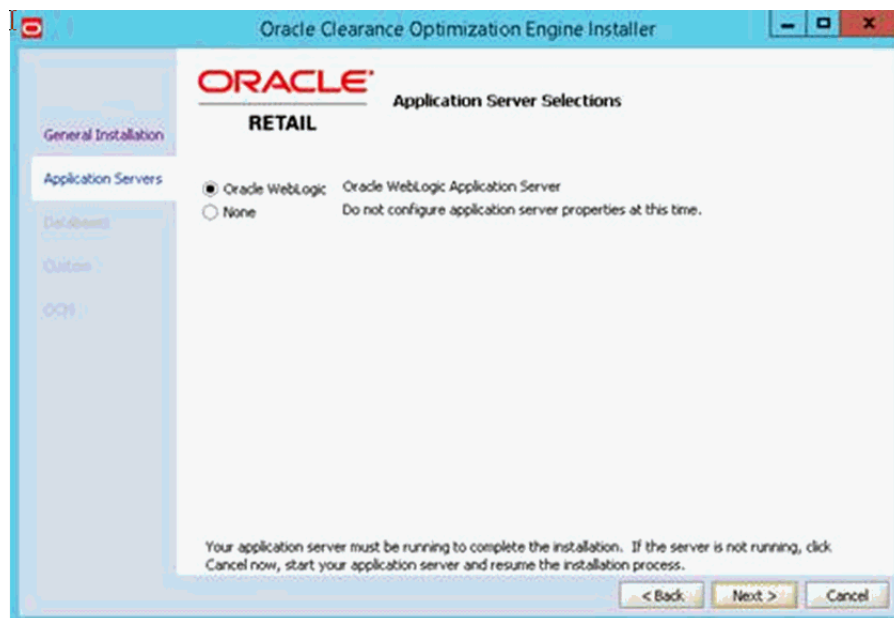 Oracle Clearance Optimization Engine Installer
ORACLE
RETAIL
Application Server Selections
General Installation
Application Servers
Databases
Custom
OCM
Oracle WebLogic Oracle WebLogic Application Server
None Do not configure application server properties at this time.
Your application server must be running to complete the installation. If the server is not running, click
Cancel now, start your application server and resume the installation process.
< Back Next > Cancel